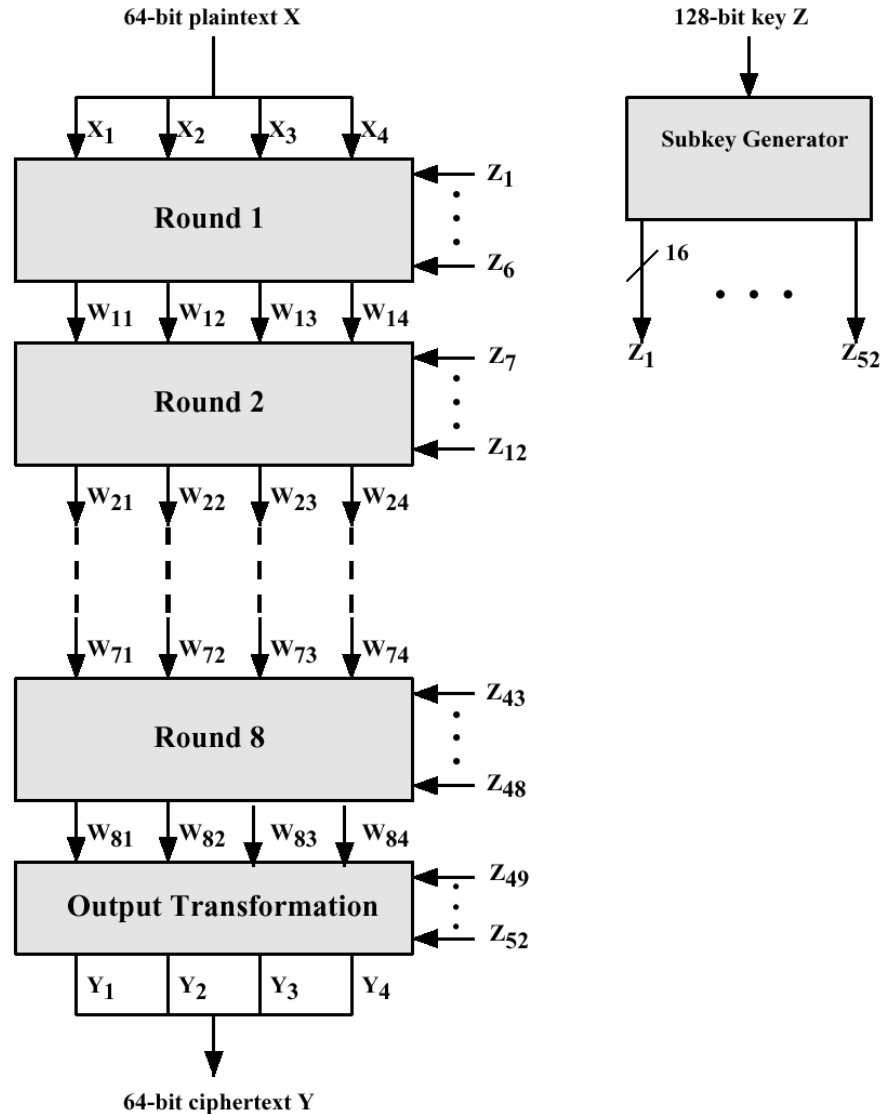 64-bit plaintext X
X1 X2 X3 X4
Round 1
Z1
Z6
W11 W12 W13 W14
Round 2
Z7
Z12
W21 W22 W23 W24
W71 W72 W73 W74
Round 8
Z43
Z48
W81 W82 W83 W84
Output Transformation
Z49
Z52
Y1 Y2 Y3 Y4
64-bit ciphertext Y
128-bit key Z
Subkey Generator
16
Z1 Z52